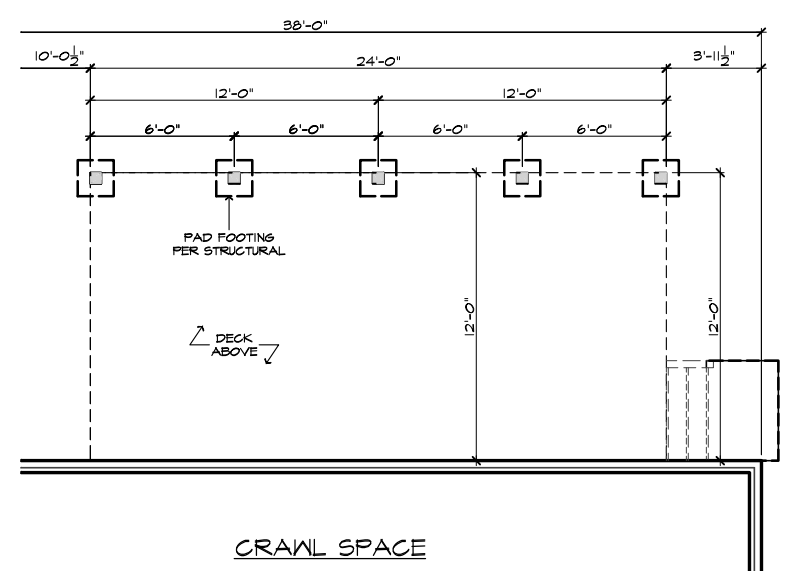 38'-0"
10'-0½" 24'-0" 3'-11½"
12'-0" 12'-0"
6'-0" 6'-0" 6'-0" 6'-0"
PAD FOOTING
PER STRUCTURAL
12'-0" 12'-0"
DECK
ABOVE
CRAWL SPACE